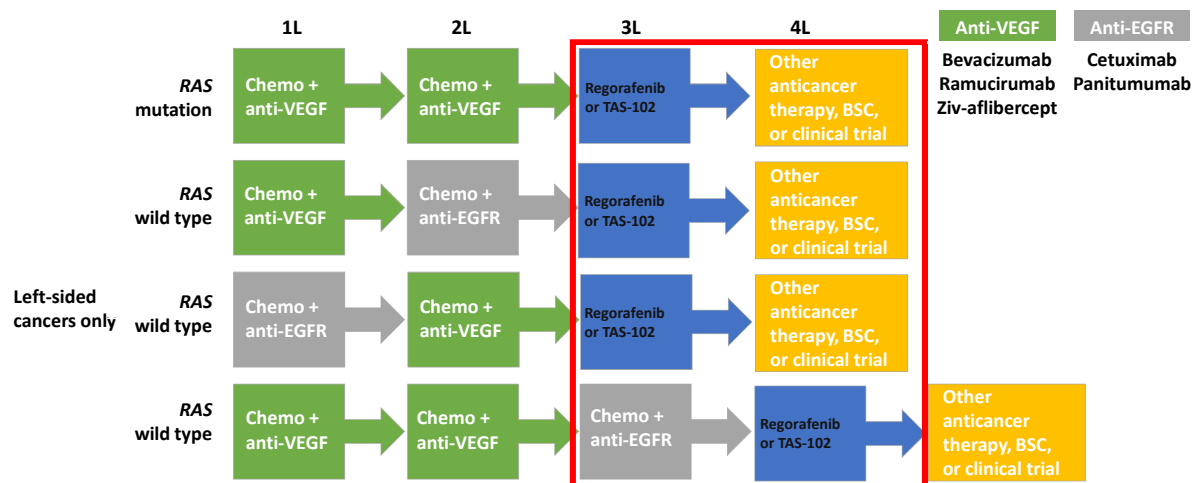 1L 2L 3L 4L
Anti-VEGF
Bevacizumab
Ramucirumab
Ziv-aflibercept
Anti-EGFR
Cetuximab
Panitumumab
RAS
mutation
Chemo +
anti-VEGF
Chemo +
anti-VEGF
Regorafenib
or TAS-102
Other
anticancer
therapy, BSC,
or clinical trial
RAS
wild type
Chemo +
anti-VEGF
Chemo +
anti-EGFR
Regorafenib
or TAS-102
Other
anticancer
therapy, BSC,
or clinical trial
Left-sided
cancers only
RAS
wild type
Chemo +
anti-EGFR
Chemo +
anti-VEGF
Regorafenib
or TAS-102
Other
anticancer
therapy, BSC,
or clinical trial
RAS
wild type
Chemo +
anti-VEGF
Chemo +
anti-VEGF
Chemo +
anti-EGFR
Regorafenib
or TAS-102
Other
anticancer
therapy, BSC,
or clinical trial